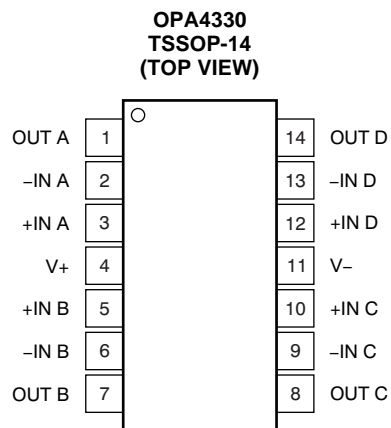 OPA4330
TSSOP-14
(TOP VIEW)
OUT A 1 14 OUT D
−IN A 2 13 −IN D
+IN A 3 12 +IN D
V+ 4 11 V−
+IN B 5 10 +IN C
−IN B 6 9 −IN C
OUT B 7 8 OUT C